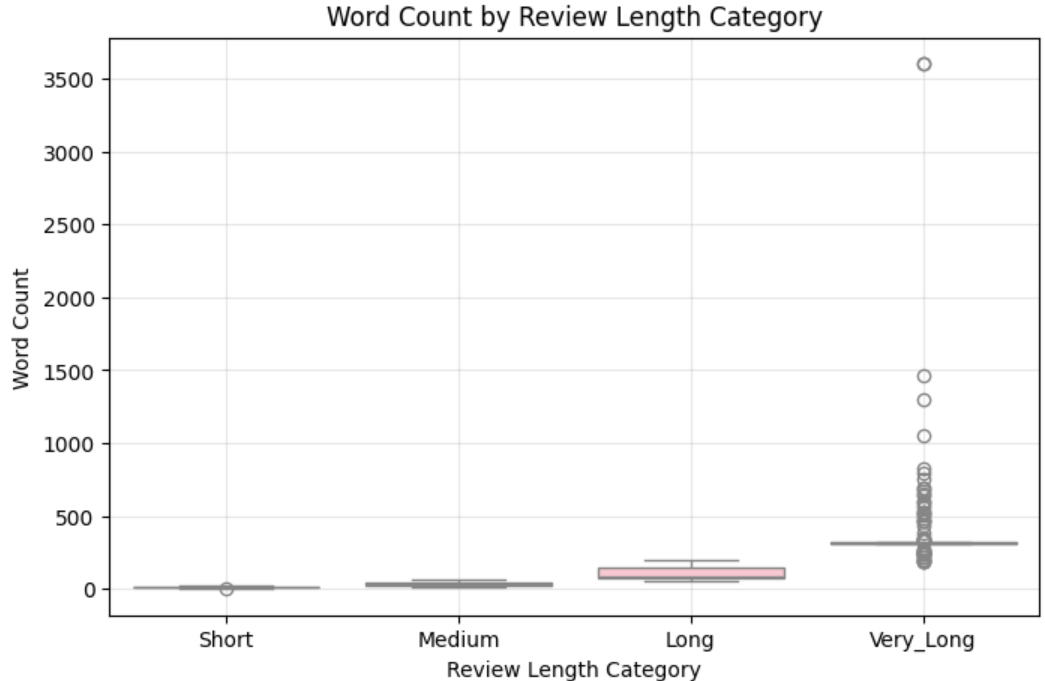 Word Count by Review Length Category
3500
3000
2500
2000
1500
1000
500
0
Word Count
Short Medium Long Very_Long
Review Length Category